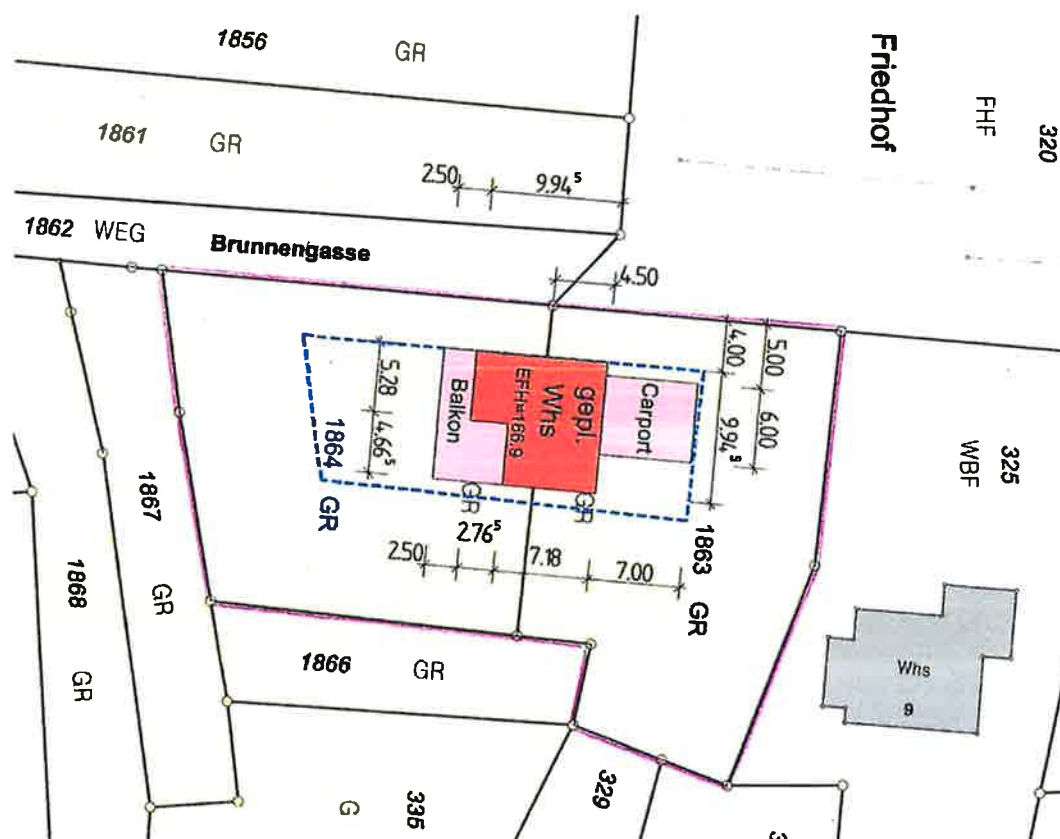 1856 GR
1861 GR
1862 WEG
Brunnengasse
Friedhof
FHF
320
2.50
9.94⁵
4.50
4.00
5.00
9.94⁵
6.00
5.28
4.66⁵
Balkon
gepl.
Whs
EFH=186.9
Carport
GR
GR
1864 GR
1863 GR
2.50
2.76⁵
7.18
7.00
325
WBF
Whs
9
1867 GR
1868 GR
1866 GR
335
G
329